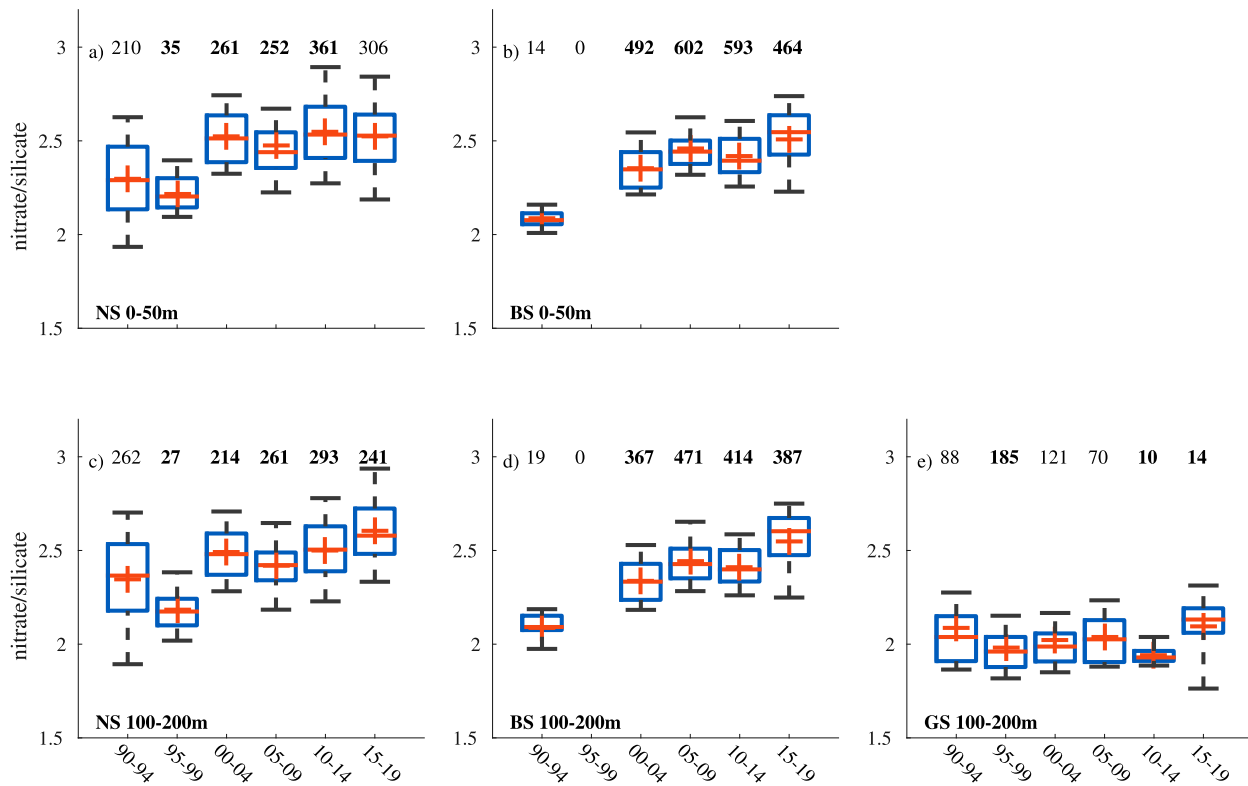 3
a) 210 35 261 252 361 306
2.5
nitrate/silicate
2
NS 0-50m
1.5
3
b) 14 0 492 602 593 464
2.5
2
BS 0-50m
1.5
3
c) 262 27 214 261 293 241
2.5
nitrate/silicate
2
NS 100-200m
1.5
90-94 95-99 00-04 05-09 10-14 15-19
3
d) 19 0 367 471 414 387
2.5
2
BS 100-200m
1.5
90-94 95-99 00-04 05-09 10-14 15-19
3
e) 88 185 121 70 10 14
2.5
2
GS 100-200m
1.5
90-94 95-99 00-04 05-09 10-14 15-19